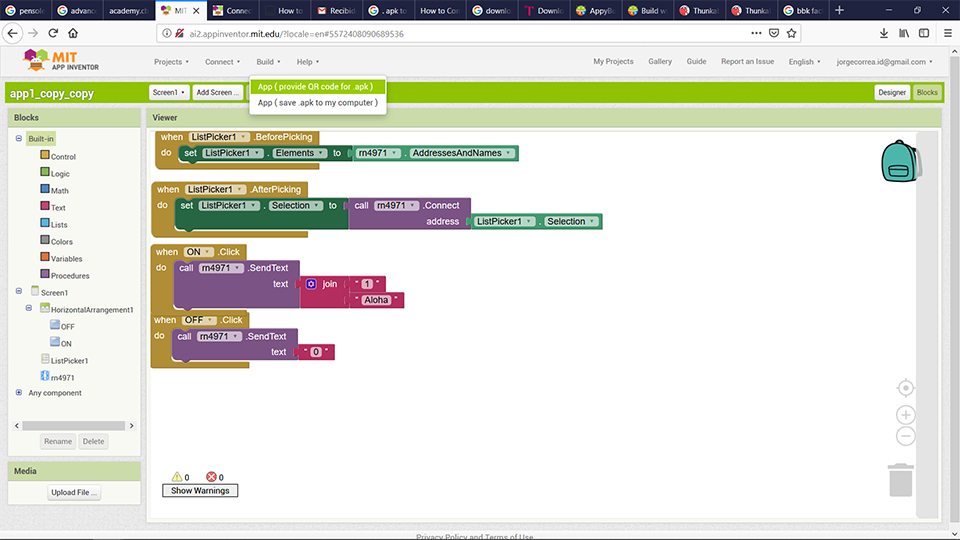 pensole
advanc
academy.ct
MIT
Connec
How to
Recibid
. apk to
How to Co
downlo
Downl
AppyB
Build w
Thunkal
Thunkal
bbk fac
ai2.appinventor.mit.edu/?locale=en#5572408090689536
MIT
APP INVENTOR
Projects
Connect
Build
Help
My Projects
Gallery
Guide
Report an Issue
English
jorgecorrea.id@gmail.com
app1_copy_copy
Screen1
Add Screen ...
App ( provide QR code for .apk )
App ( save .apk to my computer )
Designer
Blocks
Blocks
Viewer
Built-in
Control
Logic
Math
Text
Lists
Colors
Variables
Procedures
Screen1
HorizontalArrangement1
OFF
ON
ListPicker1
rn4971
Any component
Rename
Delete
Media
Upload File ...
when ListPicker1 .BeforePicking
do set ListPicker1 . Elements to rn4971 . AddressesAndNames
when ListPicker1 .AfterPicking
do set ListPicker1 . Selection to call rn4971 .Connect
address ListPicker1 . Selection
when ON .Click
do call rn4971 .SendText
text join " 1 "
" Aloha "
when OFF .Click
do call rn4971 .SendText
text " 0 "
0
0
Show Warnings
Privacy Policy and Terms of Use